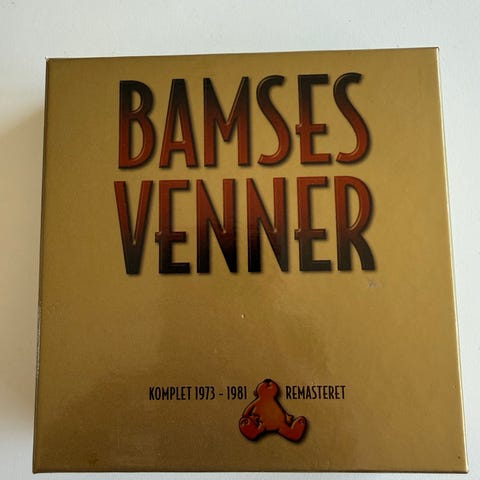 BAMSES
VENNER
KOMPLET 1973 - 1981 REMASTERET